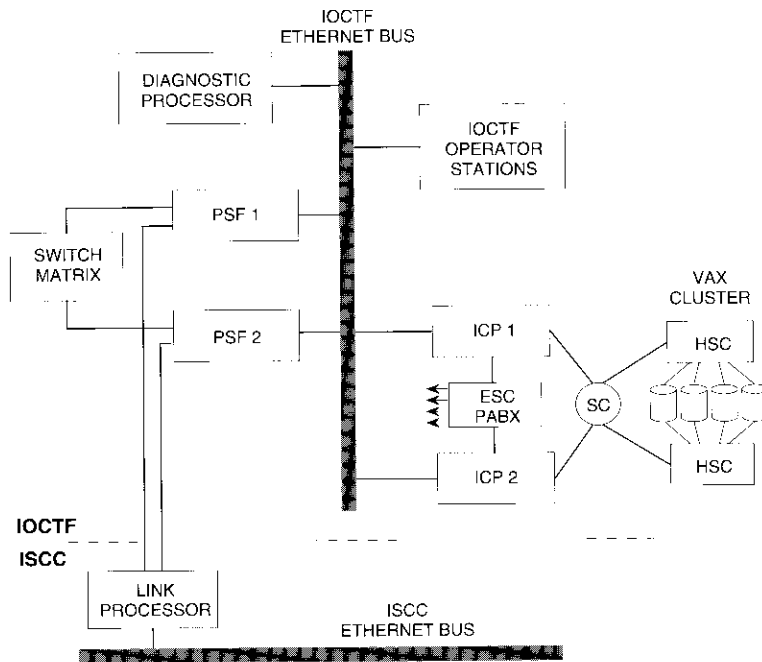 IOCTF
ETHERNET BUS
DIAGNOSTIC
PROCESSOR
IOCTF
OPERATOR
STATIONS
PSF 1
SWITCH
MATRIX
PSF 2
ICP 1
VAX
CLUSTER
HSC
ESC
PABX
SC
ICP 2
HSC
IOCTF
ISCC
LINK
PROCESSOR
ISCC
ETHERNET BUS